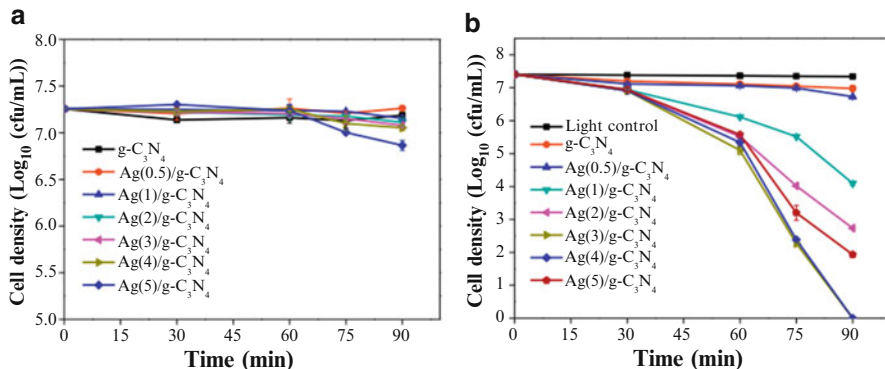 a
Cell density (Log₁₀ (cfu/mL))
8.0
7.5
7.0
6.5
6.0
5.5
5.0
g-C₃N₄
Ag(0.5)/g-C₃N₄
Ag(1)/g-C₃N₄
Ag(2)/g-C₃N₄
Ag(3)/g-C₃N₄
Ag(4)/g-C₃N₄
Ag(5)/g-C₃N₄
0 15 30 45 60 75 90
Time (min)
b
Cell density (Log₁₀ (cfu/mL))
8
7
6
5
4
3
2
1
0
Light control
g-C₃N₄
Ag(0.5)/g-C₃N₄
Ag(1)/g-C₃N₄
Ag(2)/g-C₃N₄
Ag(3)/g-C₃N₄
Ag(4)/g-C₃N₄
Ag(5)/g-C₃N₄
0 15 30 45 60 75 90
Time (min)